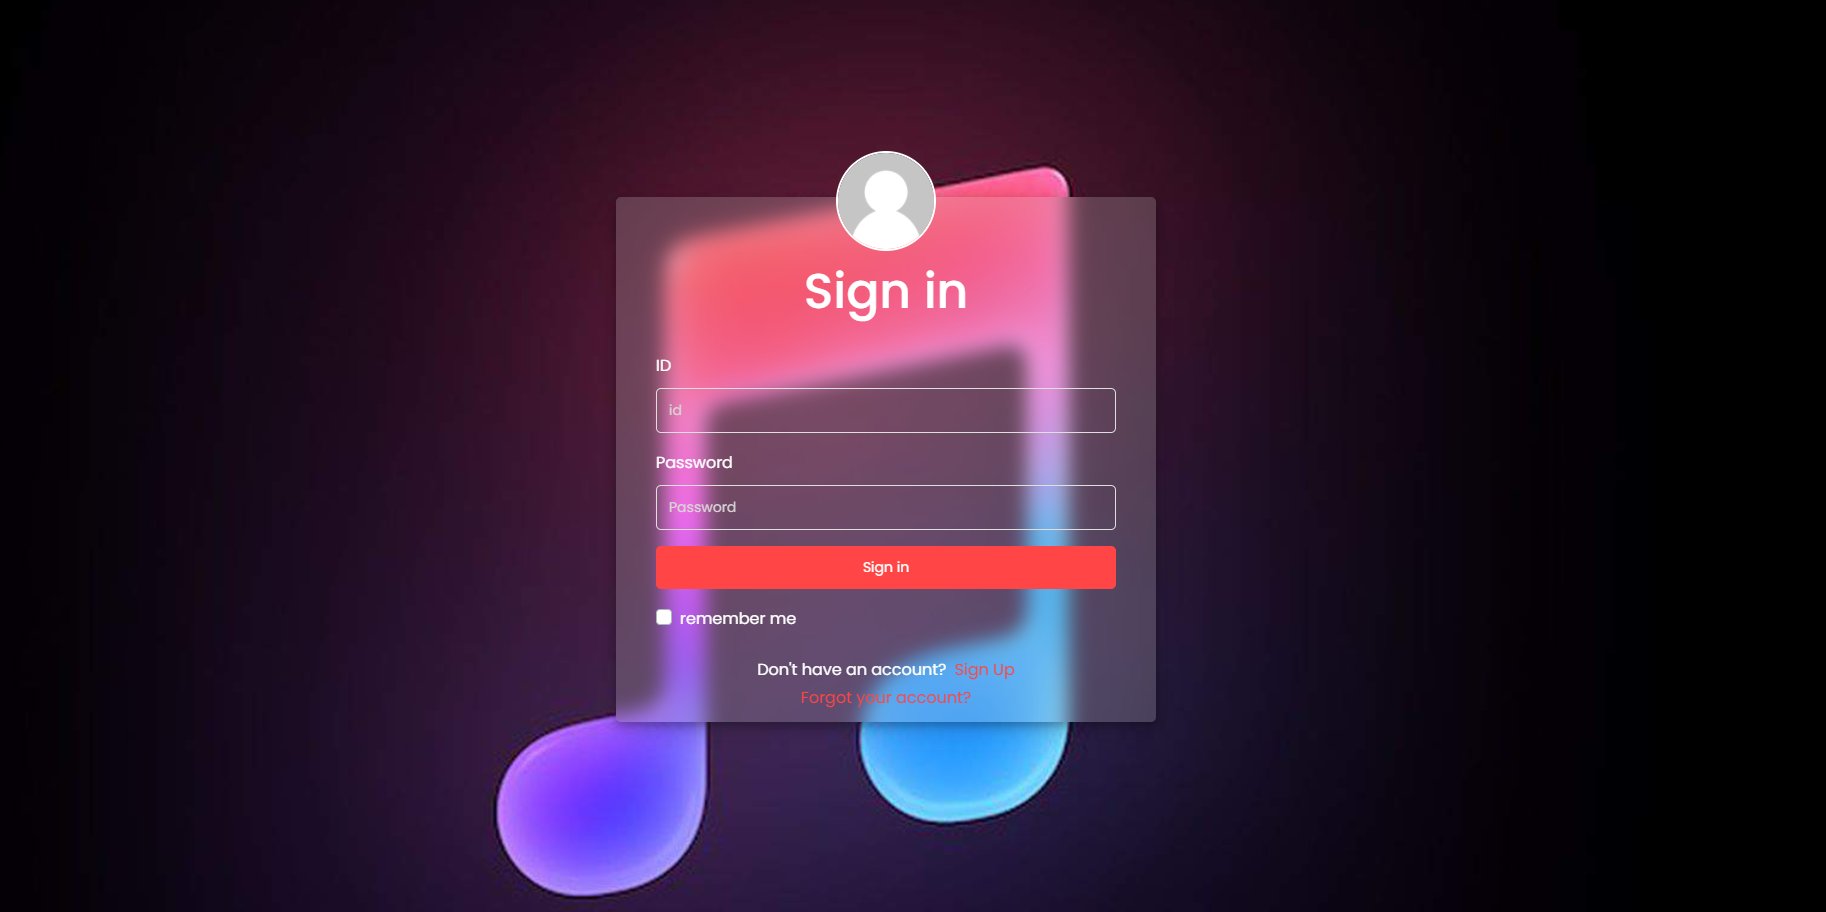 Sign in
ID
id
Password
Password
Sign in
remember me
Don't have an account? Sign Up
Forgot your account?